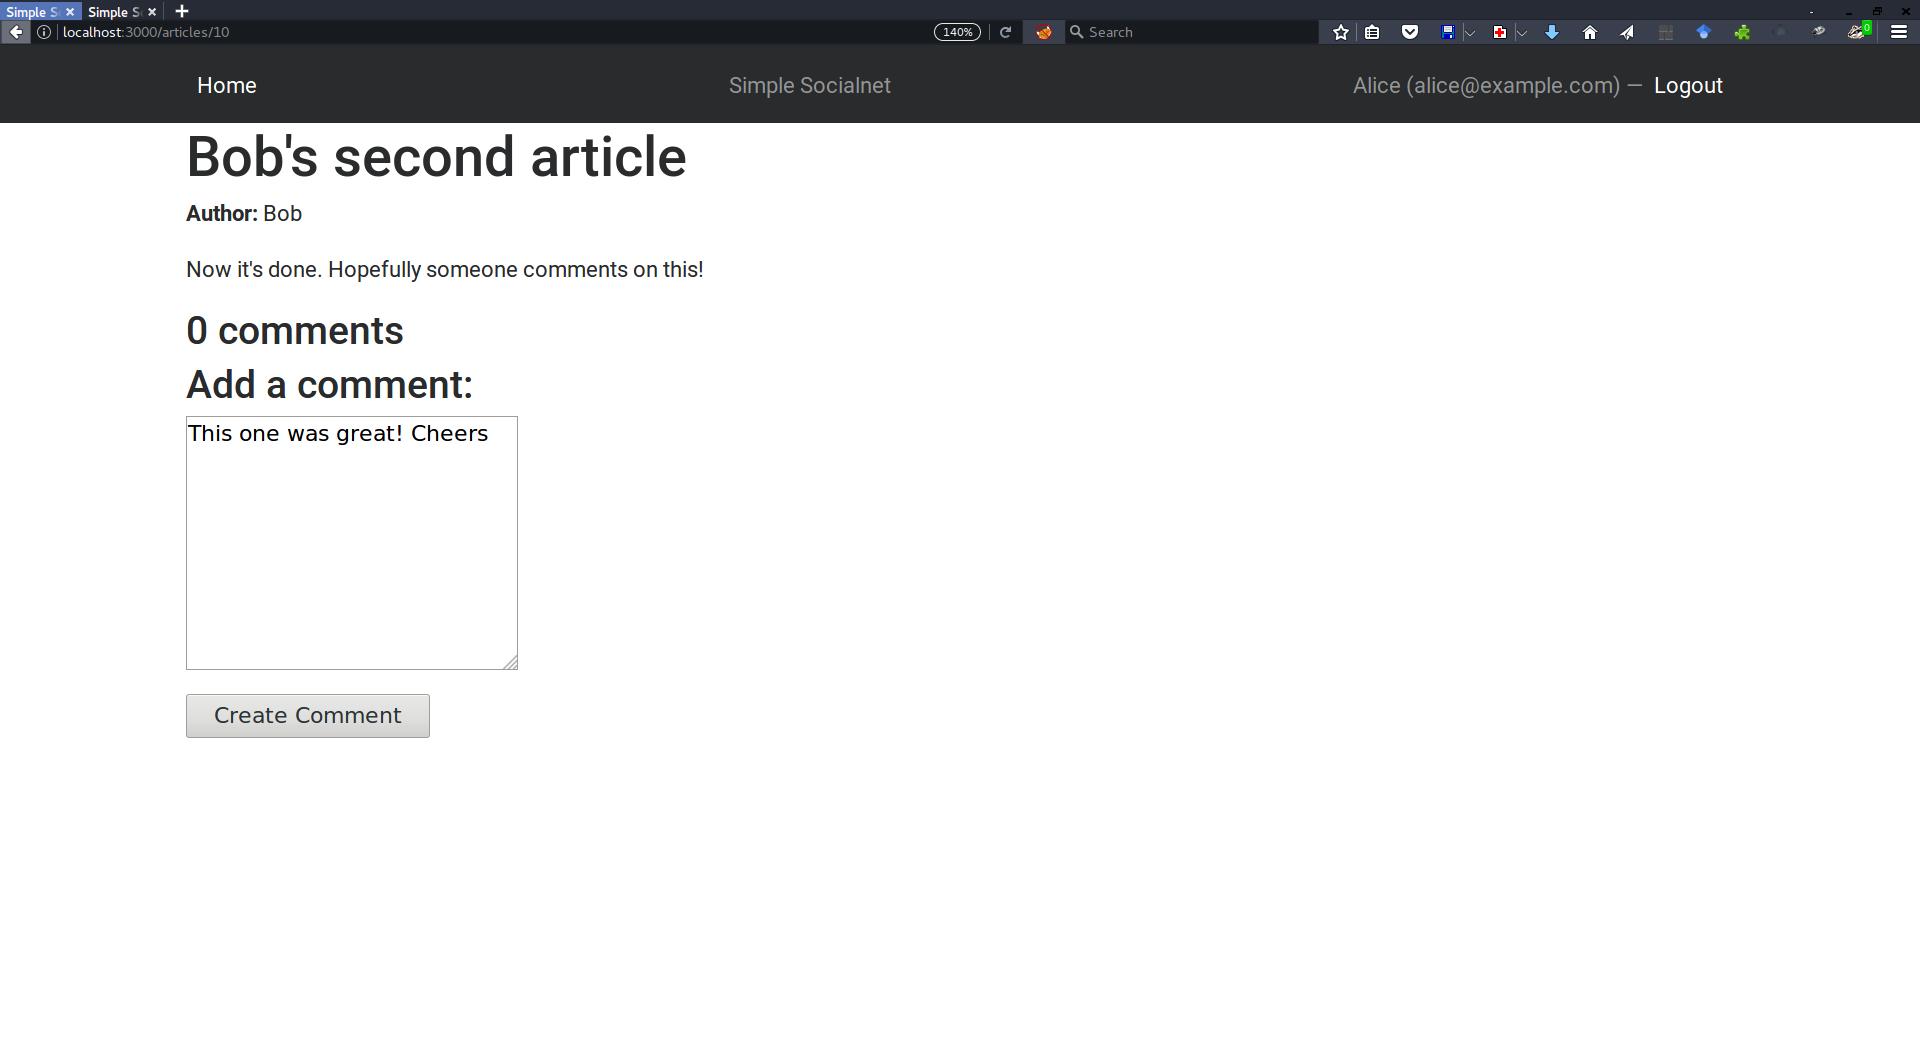 Simple S
Simple S
localhost:3000/articles/10
140%
Search
0
Home
Simple Socialnet
Alice (alice@example.com) — Logout
Bob's second article
Author: Bob
Now it's done. Hopefully someone comments on this!
0 comments
Add a comment:
This one was great! Cheers
Create Comment